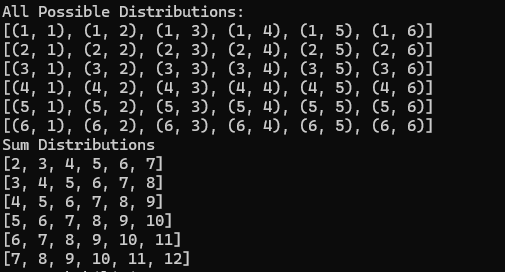 All Possible Distributions:
[(1, 1), (1, 2), (1, 3), (1, 4), (1, 5), (1, 6)]
[(2, 1), (2, 2), (2, 3), (2, 4), (2, 5), (2, 6)]
[(3, 1), (3, 2), (3, 3), (3, 4), (3, 5), (3, 6)]
[(4, 1), (4, 2), (4, 3), (4, 4), (4, 5), (4, 6)]
[(5, 1), (5, 2), (5, 3), (5, 4), (5, 5), (5, 6)]
[(6, 1), (6, 2), (6, 3), (6, 4), (6, 5), (6, 6)]
Sum Distributions
[2, 3, 4, 5, 6, 7]
[3, 4, 5, 6, 7, 8]
[4, 5, 6, 7, 8, 9]
[5, 6, 7, 8, 9, 10]
[6, 7, 8, 9, 10, 11]
[7, 8, 9, 10, 11, 12]